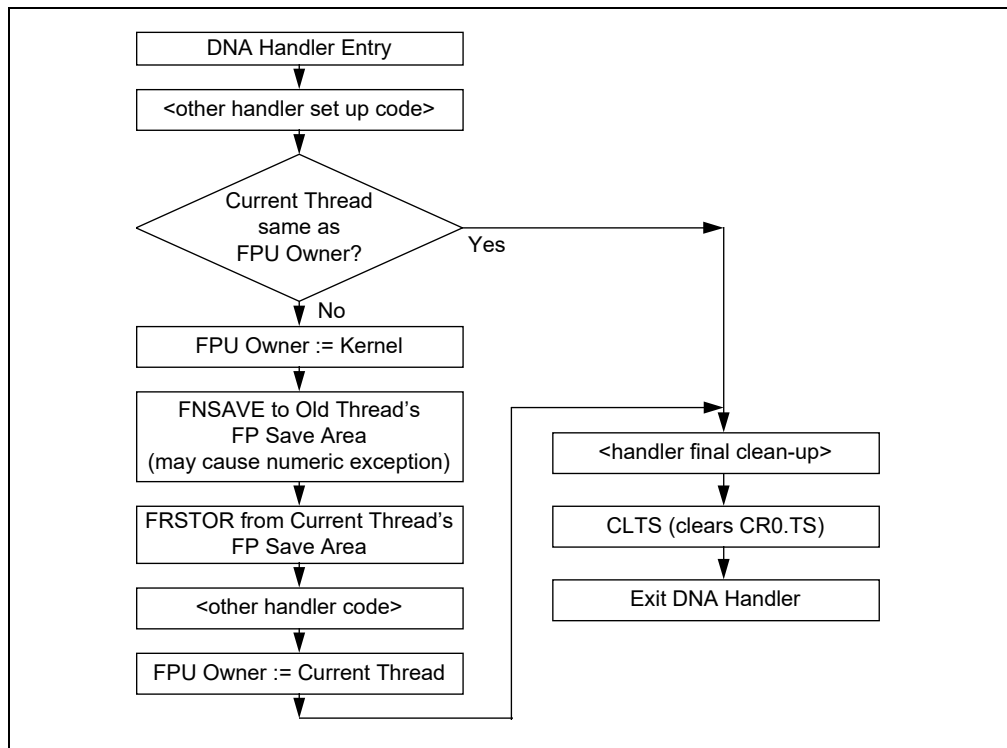 DNA Handler Entry
<other handler set up code>
Current Thread
same as
FPU Owner?
Yes
No
FPU Owner := Kernel
FNSAVE to Old Thread’s
FP Save Area
(may cause numeric exception)
FRSTOR from Current Thread’s
FP Save Area
<other handler code>
FPU Owner := Current Thread
<handler final clean-up>
CLTS (clears CR0.TS)
Exit DNA Handler